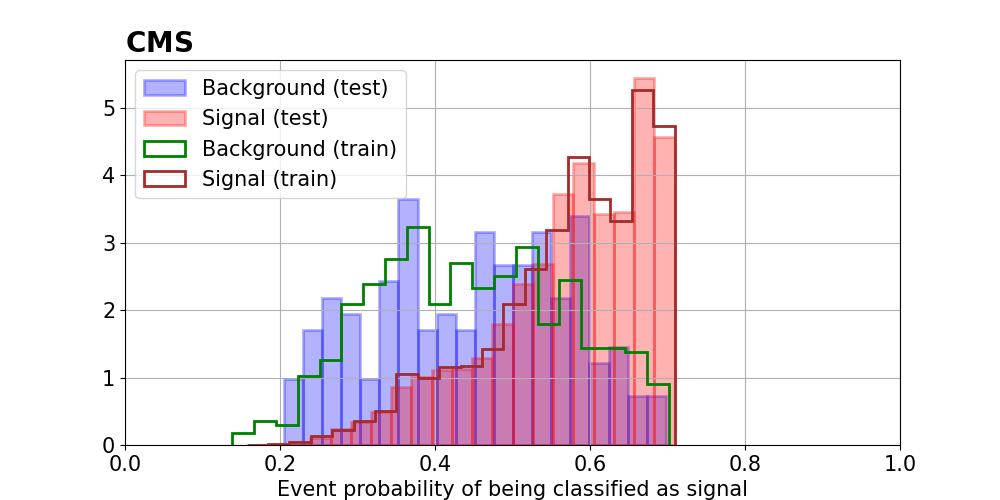 CMS
Background (test)
Signal (test)
Background (train)
Signal (train)
5
4
3
2
1
0
0.0 0.2 0.4 0.6 0.8 1.0
Event probability of being classified as signal